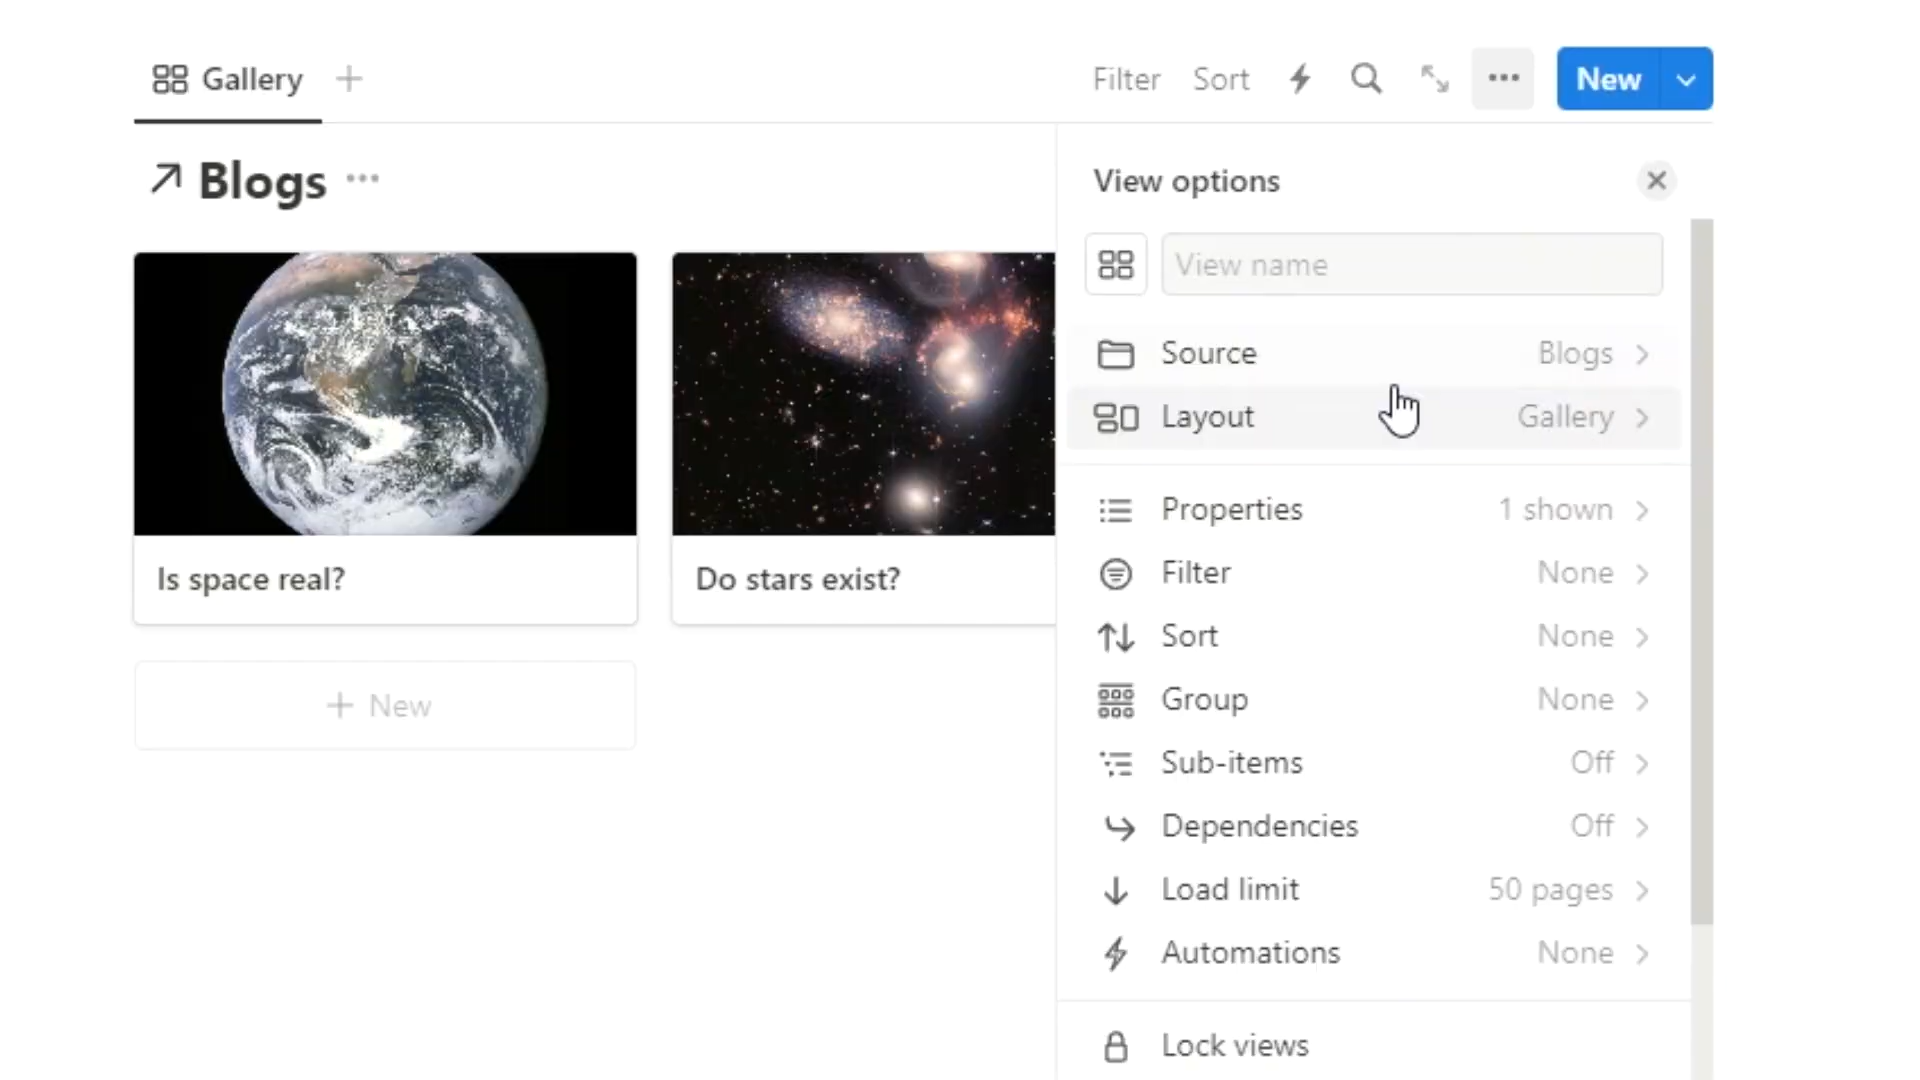 Gallery
Filter Sort New
Blogs
View options
View name
Source Blogs
Layout Gallery
Properties 1 shown
Filter None
Sort None
Group None
Sub-items Off
Dependencies Off
Load limit 50 pages
Automations None
Lock views
Is space real?
Do stars exist?
New